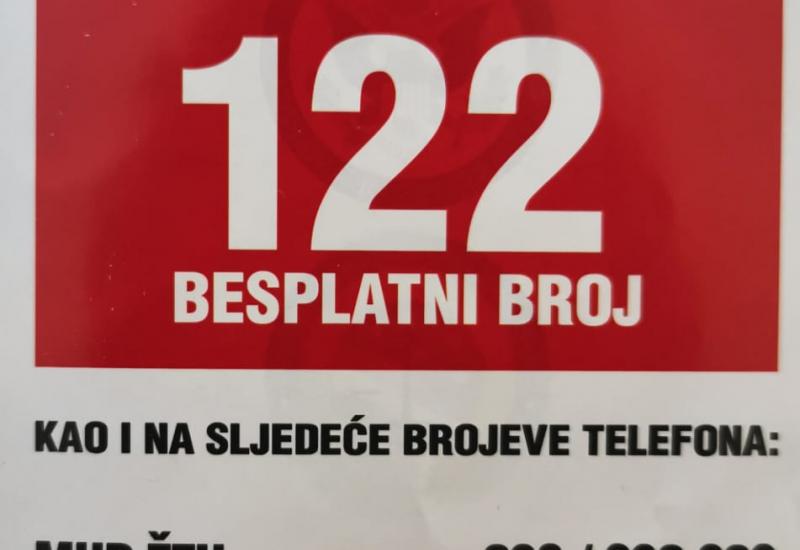 122
BESPLATNI BROJ
KAO I NA SLJEDEĆE BROJEVE TELEFONA: